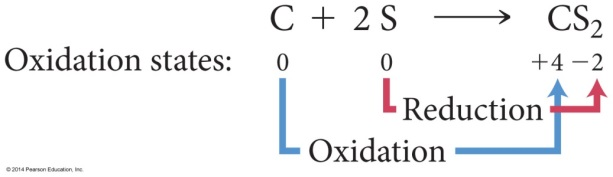 C + 2 S ⟶ CS₂
Oxidation states: 0 0 +4 −2
Reduction
Oxidation
© 2014 Pearson Education, Inc.